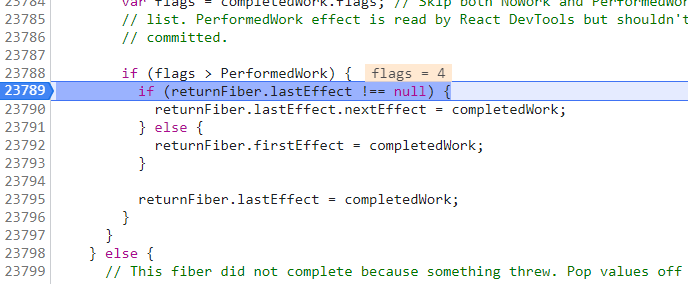 23784 var flags = completedWork.flags; // Skip both NoWork and PerformedWor
23785 // list. PerformedWork effect is read by React DevTools but shouldn't
23786 // committed.
23787
23788 if (flags > PerformedWork) { flags = 4
23789 if (returnFiber.lastEffect !== null) {
23790 returnFiber.lastEffect.nextEffect = completedWork;
23791 } else {
23792 returnFiber.firstEffect = completedWork;
23793 }
23794
23795 returnFiber.lastEffect = completedWork;
23796 }
23797 }
23798 } else {
23799 // This fiber did not complete because something threw. Pop values off